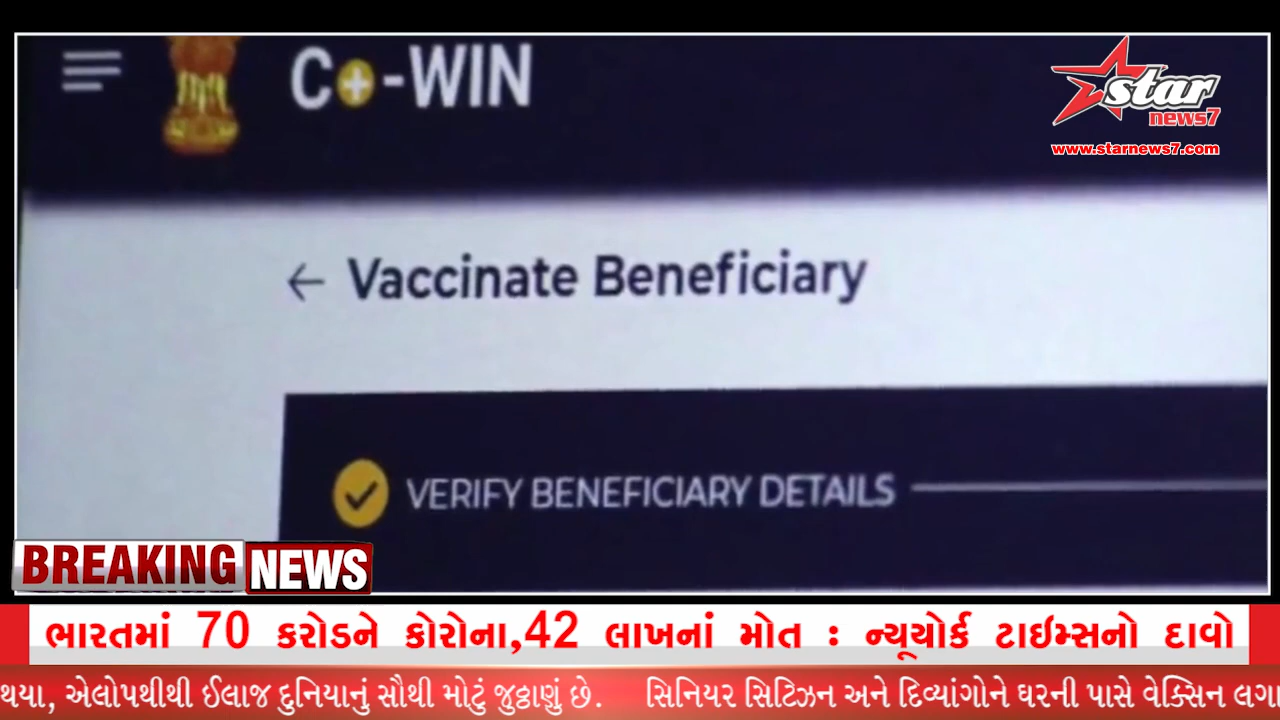 C+-WIN
star
news7
www.starnews7.com
← Vaccinate Beneficiary
VERIFY BENEFICIARY DETAILS
BREAKING NEWS
ભારતમાં 70 કરોડને કોરોના,42 લાખનાં મોત : ન્યૂયોર્ક ટાઇમ્સનો દાવો
થયા, એલોપથીથી ઈલાજ દુનિયાનું સૌથી મોટું જુઠ્ઠાણું છે. સિનિયર સિટિઝન અને દિવ્યાંગોને ઘરની પાસે વેક્સિન લગા